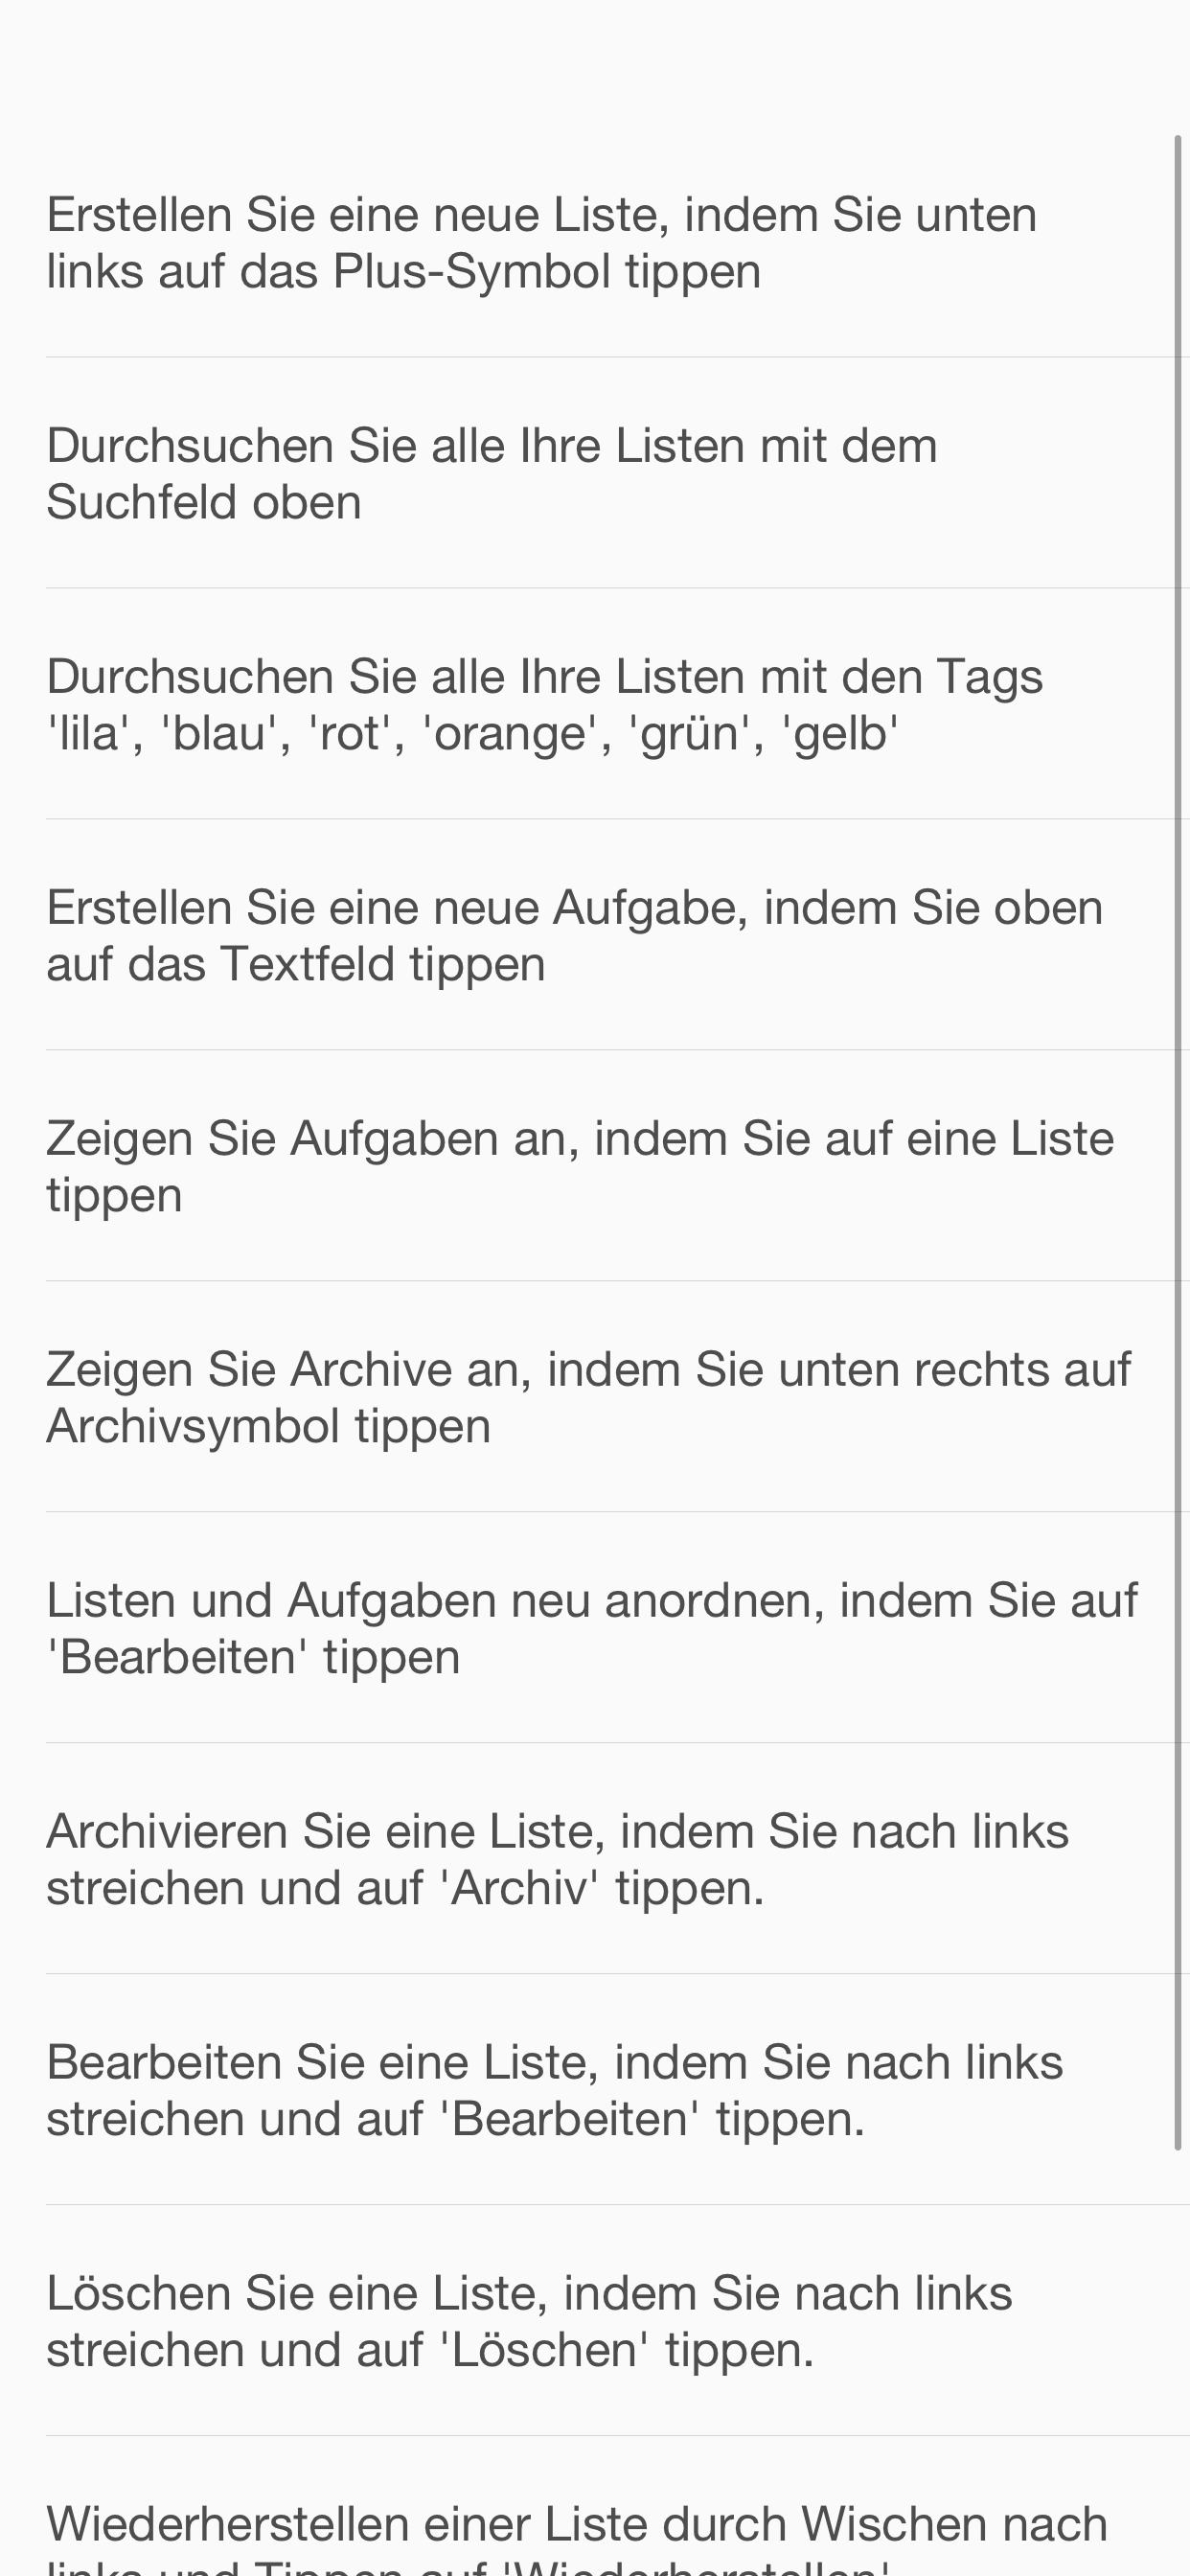 Erstellen Sie eine neue Liste, indem Sie unten
links auf das Plus-Symbol tippen
Durchsuchen Sie alle Ihre Listen mit dem
Suchfeld oben
Durchsuchen Sie alle Ihre Listen mit den Tags
'lila', 'blau', 'rot', 'orange', 'grün', 'gelb'
Erstellen Sie eine neue Aufgabe, indem Sie oben
auf das Textfeld tippen
Zeigen Sie Aufgaben an, indem Sie auf eine Liste
tippen
Zeigen Sie Archive an, indem Sie unten rechts auf
Archivsymbol tippen
Listen und Aufgaben neu anordnen, indem Sie auf
'Bearbeiten' tippen
Archivieren Sie eine Liste, indem Sie nach links
streichen und auf 'Archiv' tippen.
Bearbeiten Sie eine Liste, indem Sie nach links
streichen und auf 'Bearbeiten' tippen.
Löschen Sie eine Liste, indem Sie nach links
streichen und auf 'Löschen' tippen.
Wiederherstellen einer Liste durch Wischen nach
links und Tippen auf 'Wiederherstellen'